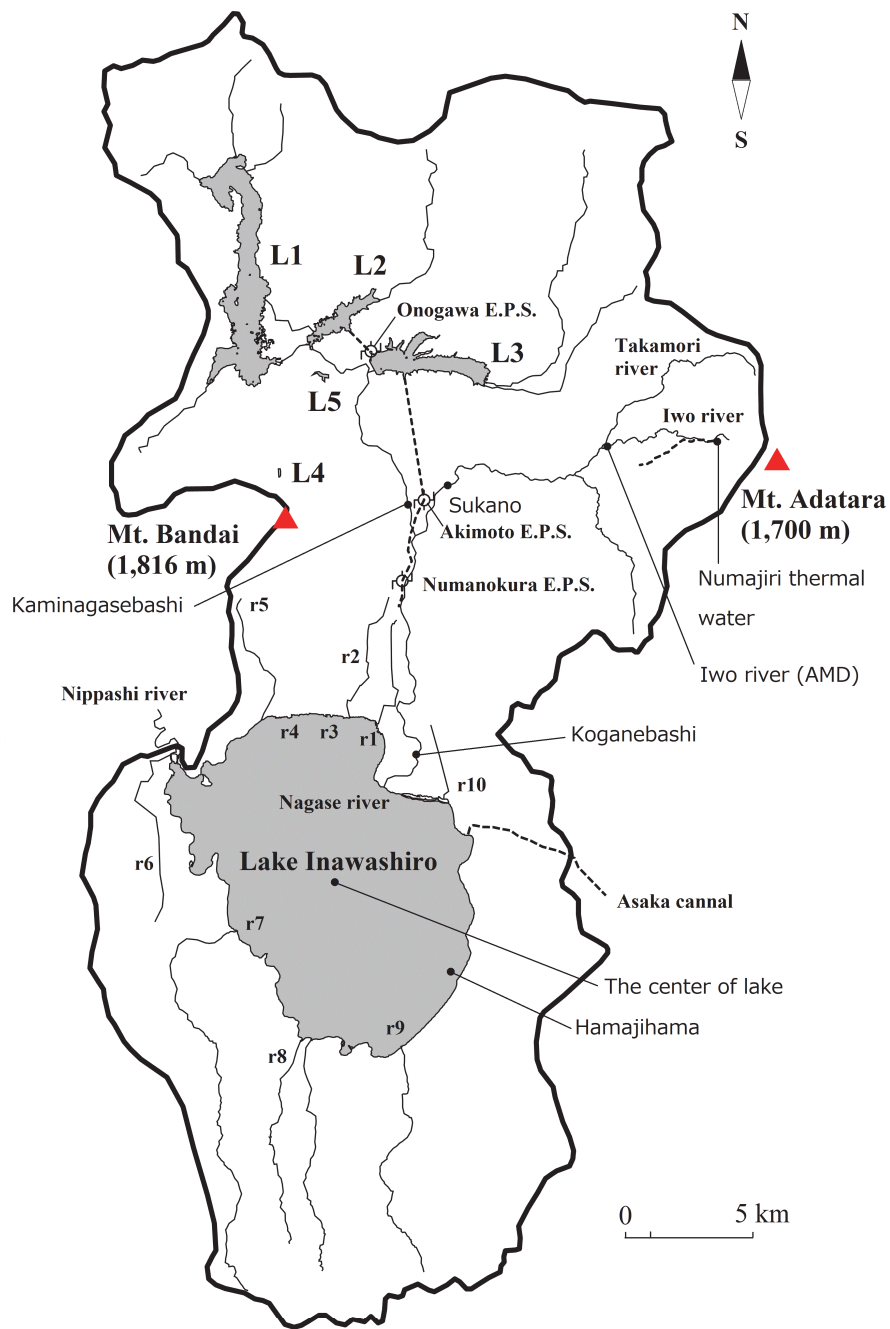 N
S
L1
L2
Onogawa E.P.S.
L3
Takamori
river
L5
Iwo river
L4
Sukano
Mt. Bandai
(1,816 m)
Akimoto E.P.S.
Mt. Adatara
(1,700 m)
Kaminagasebashi
Numanokura E.P.S.
Numajiri thermal
water
r5
r2
Iwo river (AMD)
Nippashi river
r4
r3
r1
Koganebashi
r10
Nagase river
r6
Lake Inawashiro
Asaka cannal
r7
The center of lake
Hamajihama
r9
r8
0
5 km